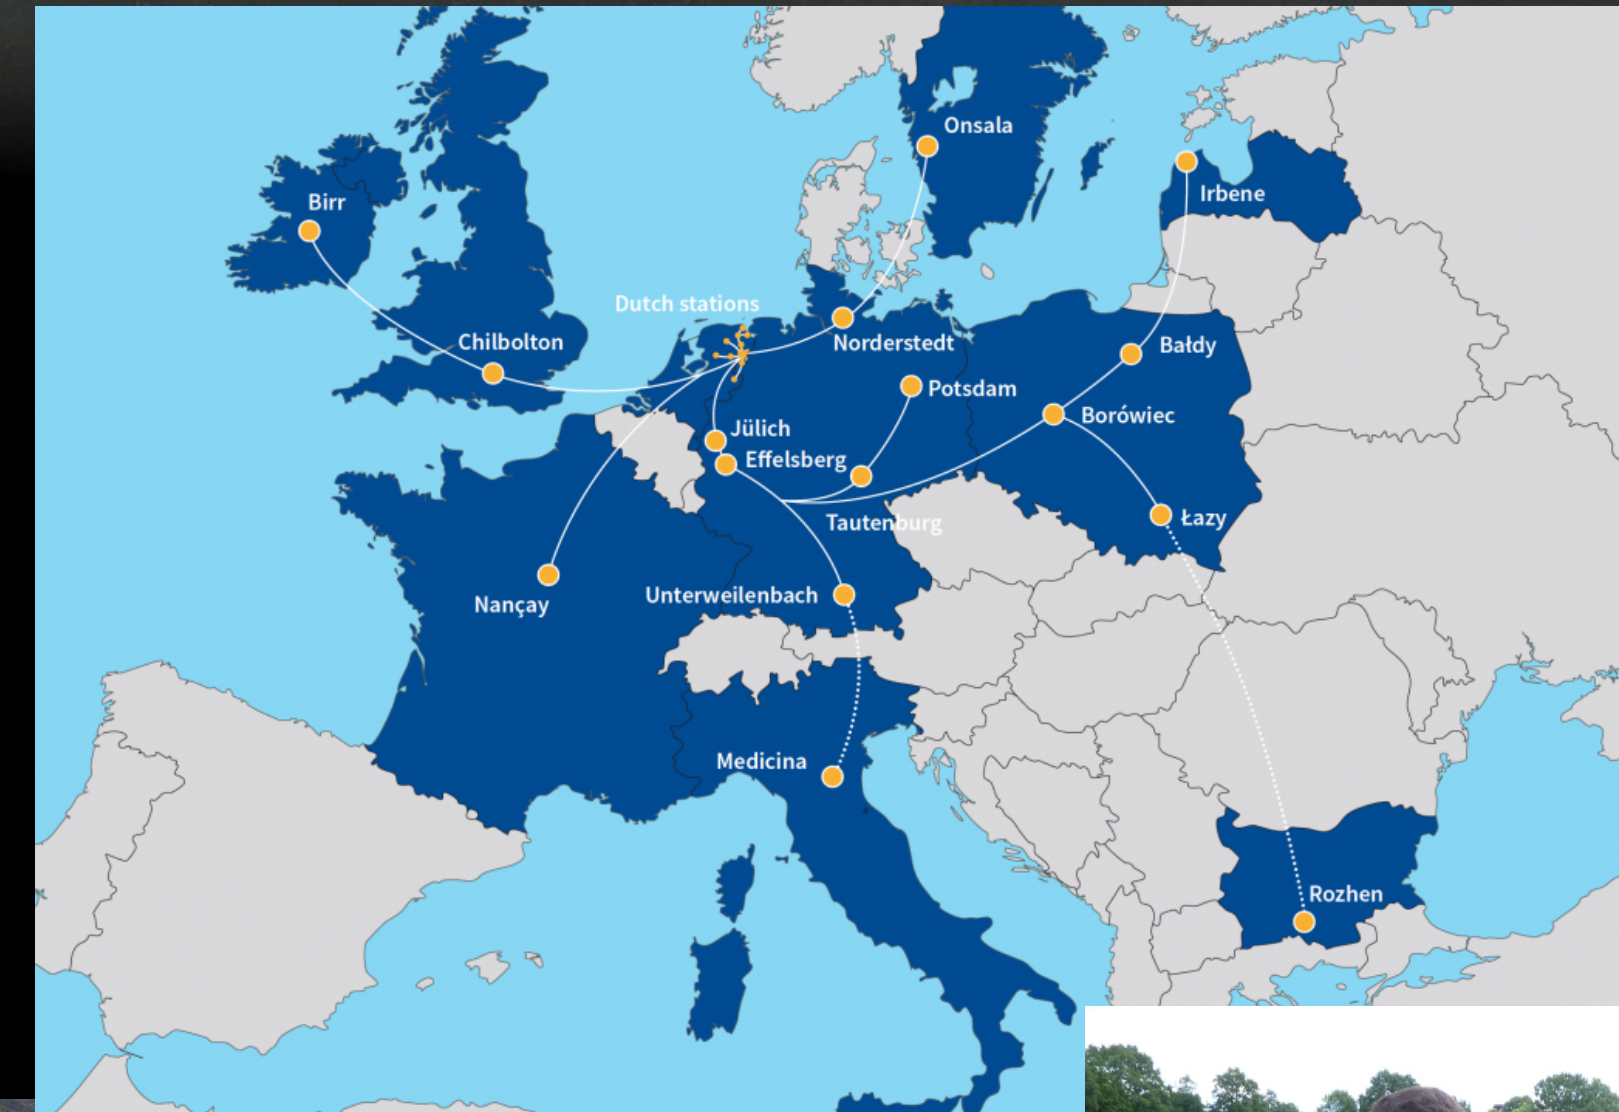 Onsala
Irbene
Birr
Dutch stations
Chilbolton
Norderstedt
Bałdy
Potsdam
Borówiec
Jülich
Effelsberg
Łazy
Tautenburg
Nançay
Unterweilenbach
Medicina
Rozhen